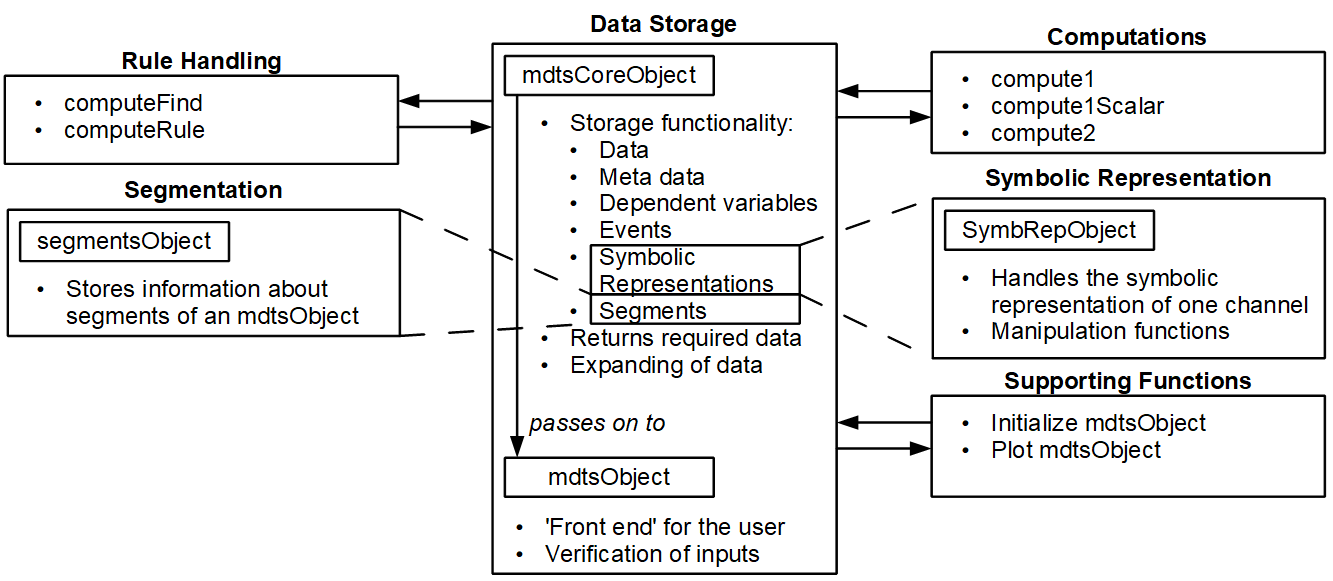 Rule Handling
• computeFind
• computeRule
Segmentation
segmentsObject
• Stores information about
segments of an mdtsObject
Data Storage
mdtsCoreObject
• Storage functionality:
• Data
• Meta data
• Dependent variables
• Events
• Symbolic
Representations
• Segments
• Returns required data
• Expanding of data
passes on to
mdtsObject
• 'Front end' for the user
• Verification of inputs
Computations
• compute1
• compute1Scalar
• compute2
Symbolic Representation
SymbRepObject
• Handles the symbolic
representation of one channel
• Manipulation functions
Supporting Functions
• Initialize mdtsObject
• Plot mdtsObject